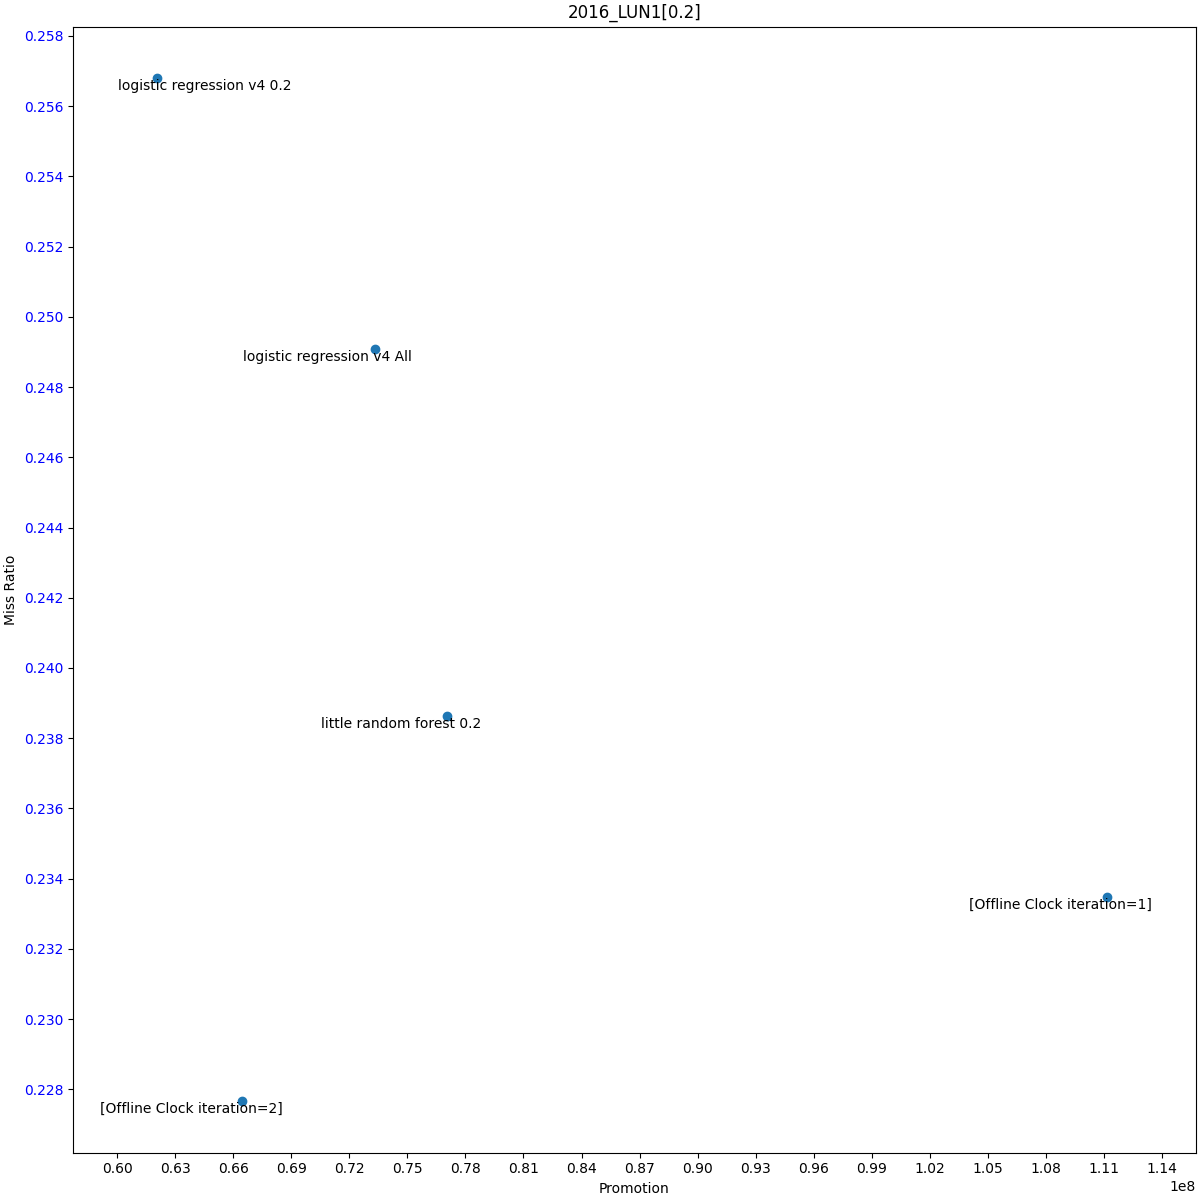 2016_LUN1[0.2]
0.258
logistic regression v4 0.2
0.256
0.254
0.252
0.250
logistic regression v4 All
0.248
0.246
0.244
0.242
Miss Ratio
0.240
little random forest 0.2
0.238
0.236
0.234
[Offline Clock iteration=1]
0.232
0.230
0.228
[Offline Clock iteration=2]
0.60 0.63 0.66 0.69 0.72 0.75 0.78 0.81 0.84 0.87 0.90 0.93 0.96 0.99 1.02 1.05 1.08 1.11 1.14
Promotion
1e8